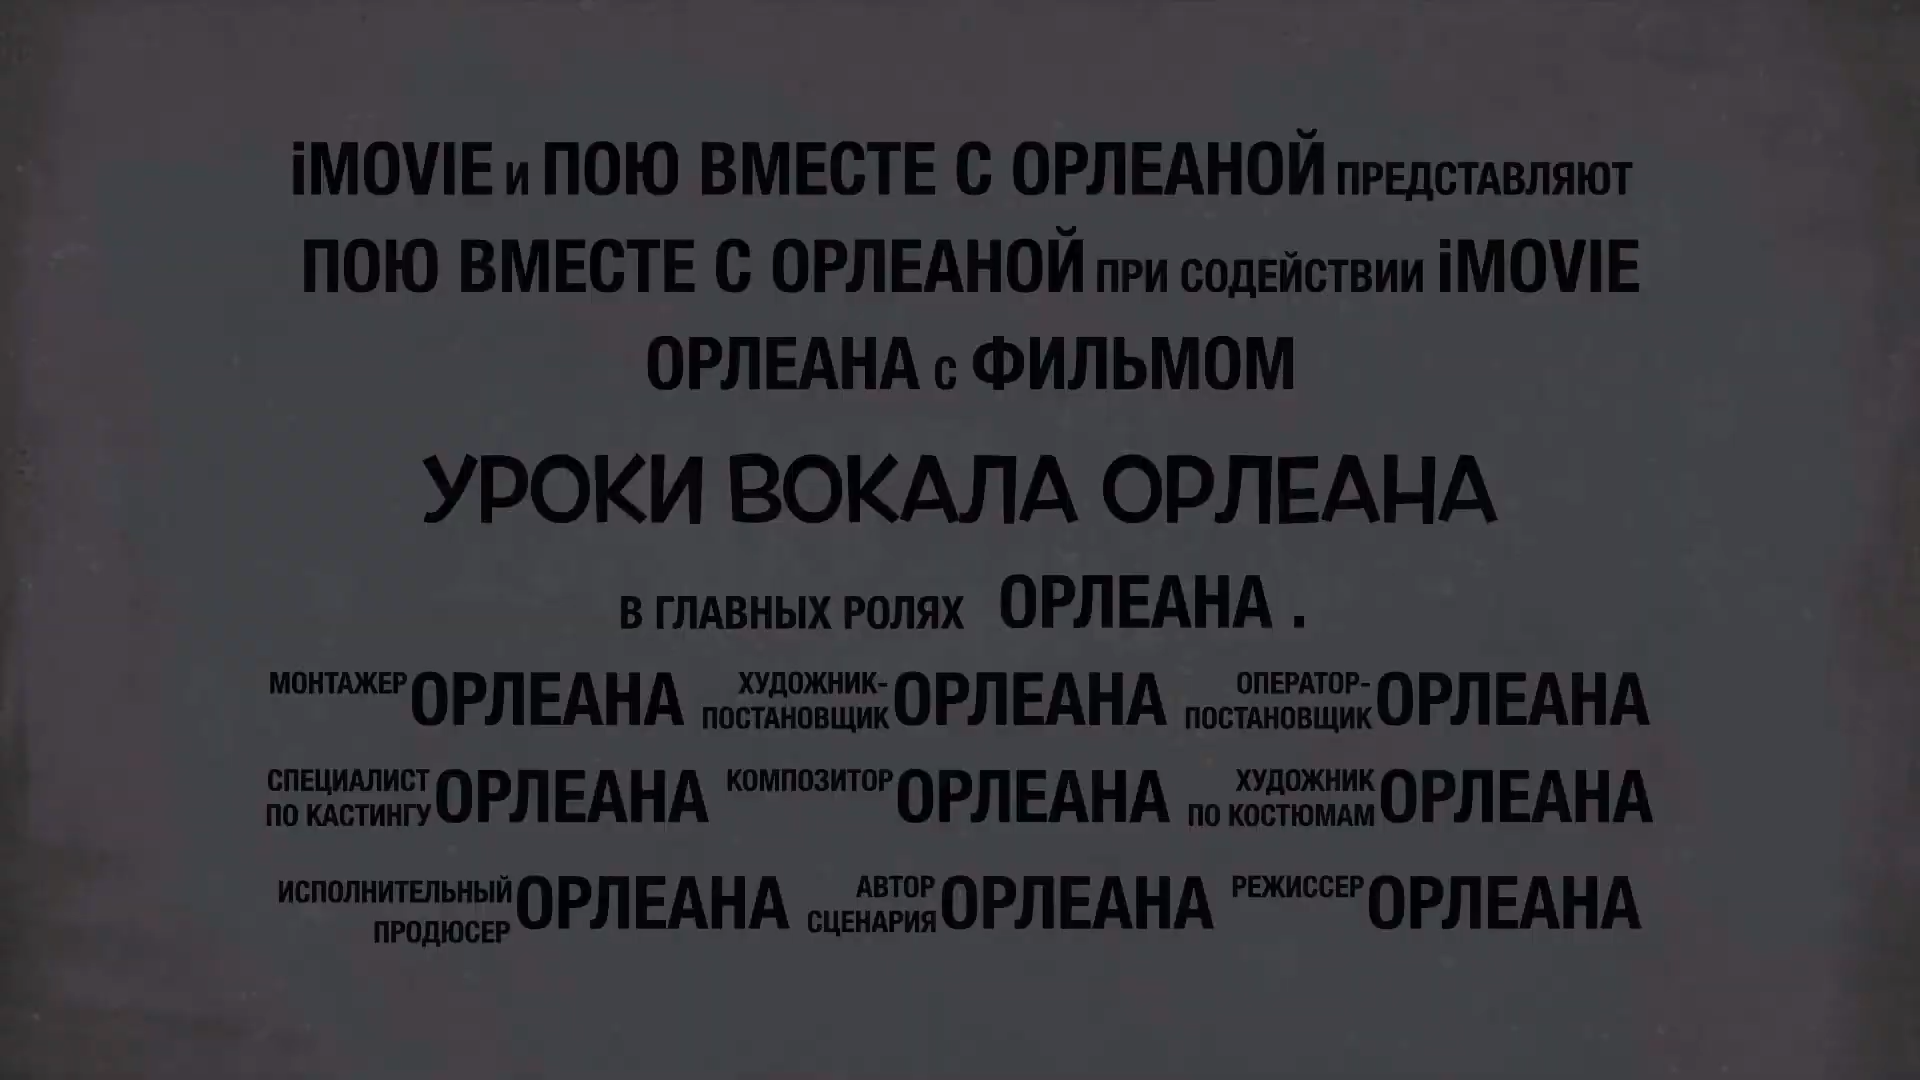 iMOVIE и ПОЮ ВМЕСТЕ С ОРЛЕАНОЙ ПРЕДСТАВЛЯЮТ
ПОЮ ВМЕСТЕ С ОРЛЕАНОЙ ПРИ СОДЕЙСТВИИ iMOVIE
ОРЛЕАНА с ФИЛЬМОМ
УРОКИ ВОКАЛА ОРЛЕАНА
В ГЛАВНЫХ РОЛЯХ ОРЛЕАНА .
МОНТАЖЕР ОРЛЕАНА ХУДОЖНИК-ПОСТАНОВЩИК ОРЛЕАНА ОПЕРАТОР-ПОСТАНОВЩИК ОРЛЕАНА
СПЕЦИАЛИСТ ПО КАСТИНГУ ОРЛЕАНА КОМПОЗИТОР ОРЛЕАНА ХУДОЖНИК ПО КОСТЮМАМ ОРЛЕАНА
ИСПОЛНИТЕЛЬНЫЙ ПРОДЮСЕР ОРЛЕАНА АВТОР СЦЕНАРИЯ ОРЛЕАНА РЕЖИССЕР ОРЛЕАНА